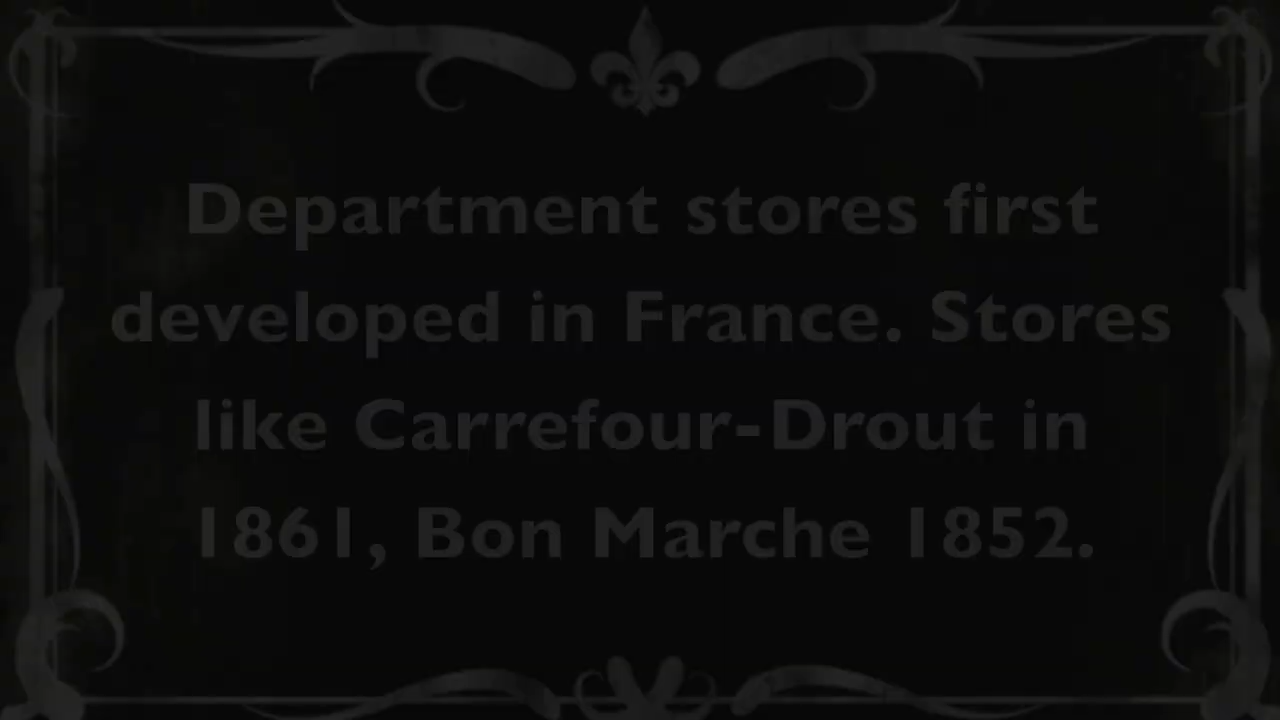 Department stores first
developed in France. Stores
like Carrefour-Drout in
1861, Bon Marche 1852.